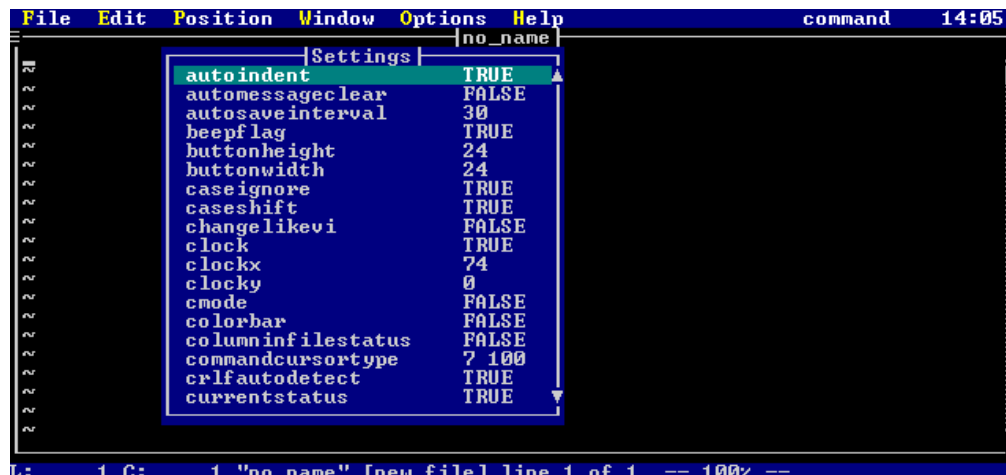 File Edit Position Window Options Help command 14:05
no_name
Settings
~ autoindent TRUE
~ automessageclear FALSE
~ autosaveinterval 30
~ beepflag TRUE
~ buttonheight 24
~ buttonwidth 24
~ caseignore TRUE
~ caseshift TRUE
~ changelikevi FALSE
~ clock TRUE
~ clockx 74
~ clocky 0
~ cmode FALSE
~ colorbar FALSE
~ columninfilestatus FALSE
~ commandcursortype 7 100
~ crlfautodetect TRUE
~ currentstatus TRUE
~
~
L: 1 C: 1 "no_name" [new file] line 1 of 1 -- 100% --